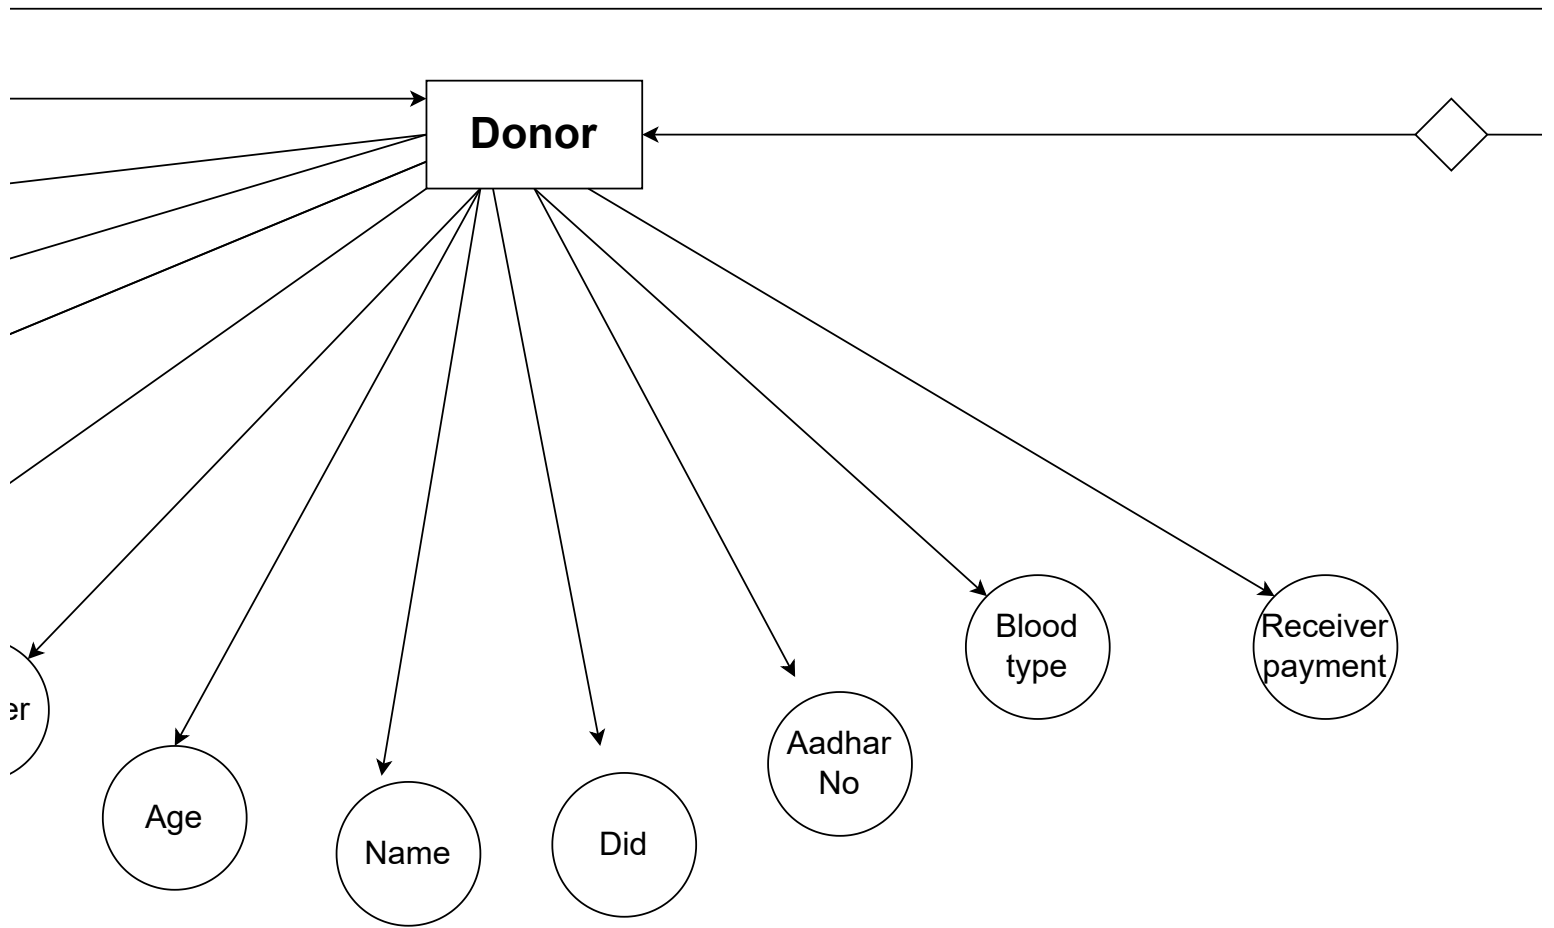 Donor
Blood
type
Receiver
payment
er
Aadhar
No
Age
Name
Did